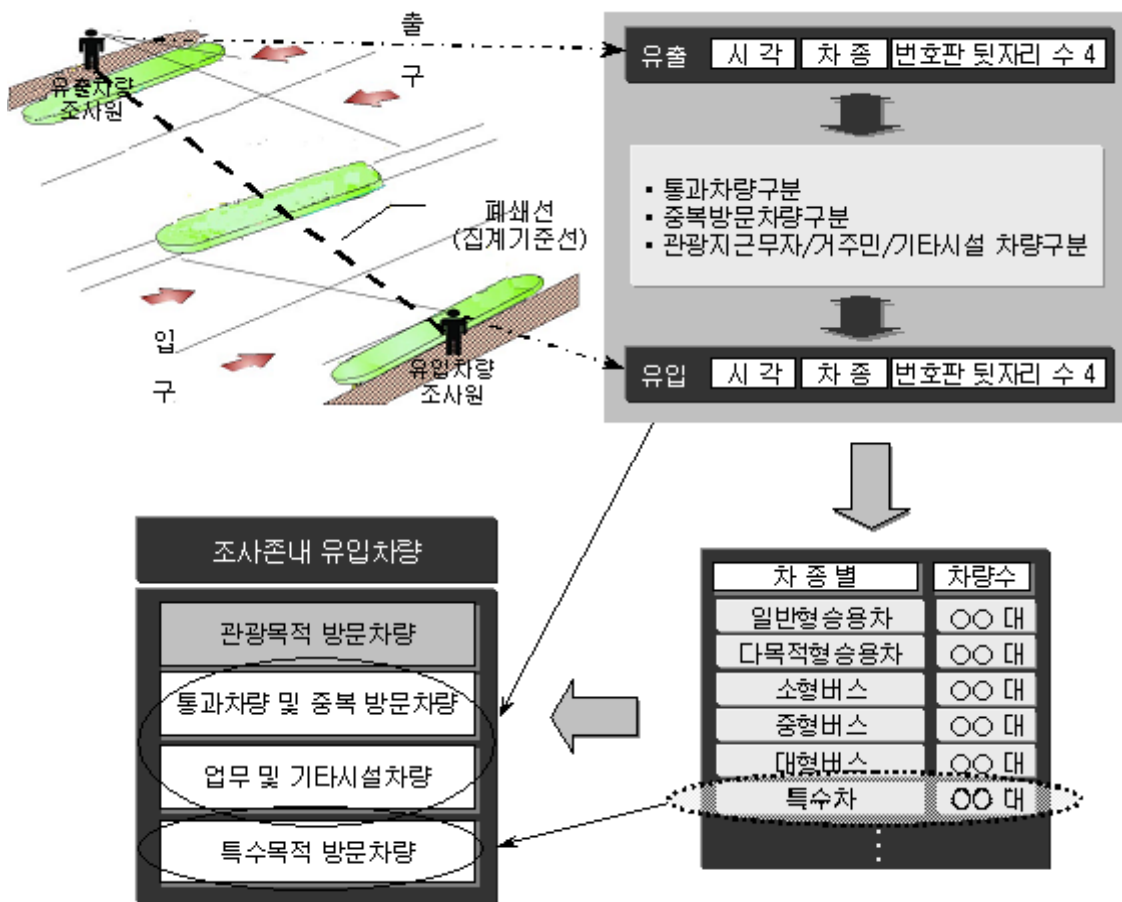 출
구
유출차량
조사원
폐쇄선
(집계기준선)
입
구
유입차량
조사원
유출 시 각 차 종 번호판 뒷자리 수 4
▪ 통과차량구분
▪ 중복방문차량구분
▪ 관광지근무자/거주민/기타시설 차량구분
유입 시 각 차 종 번호판 뒷자리 수 4
조사존내 유입차량
관광목적 방문차량
통과차량 및 중복 방문차량
업무 및 기타시설차량
특수목적 방문차량
차 종 별 차량수
일반형승용차 ○○ 대
다목적형승용차 ○○ 대
소형버스 ○○ 대
중형버스 ○○ 대
대형버스 ○○ 대
특수차 ○○ 대
⋮